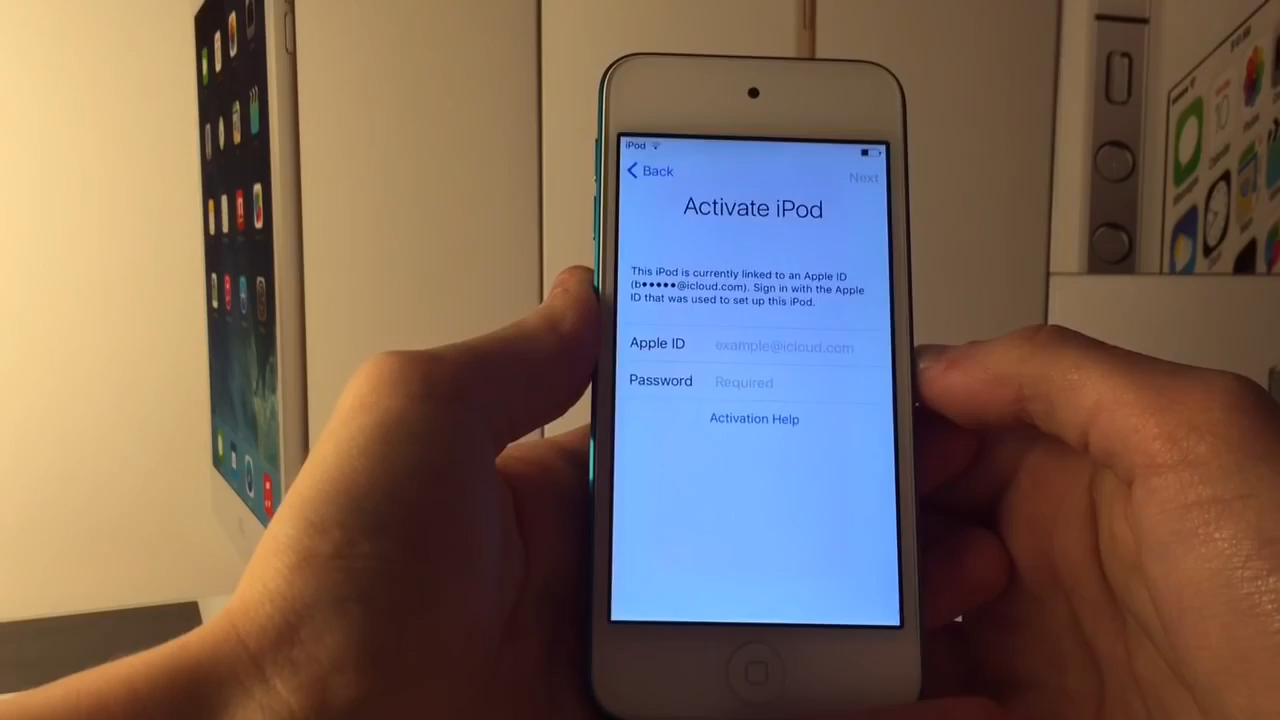 iPod
Back
Next
Activate iPod
This iPod is currently linked to an Apple ID
(b●●●●●@icloud.com). Sign in with the Apple
ID that was used to set up this iPod.
Apple ID example@icloud.com
Password Required
Activation Help